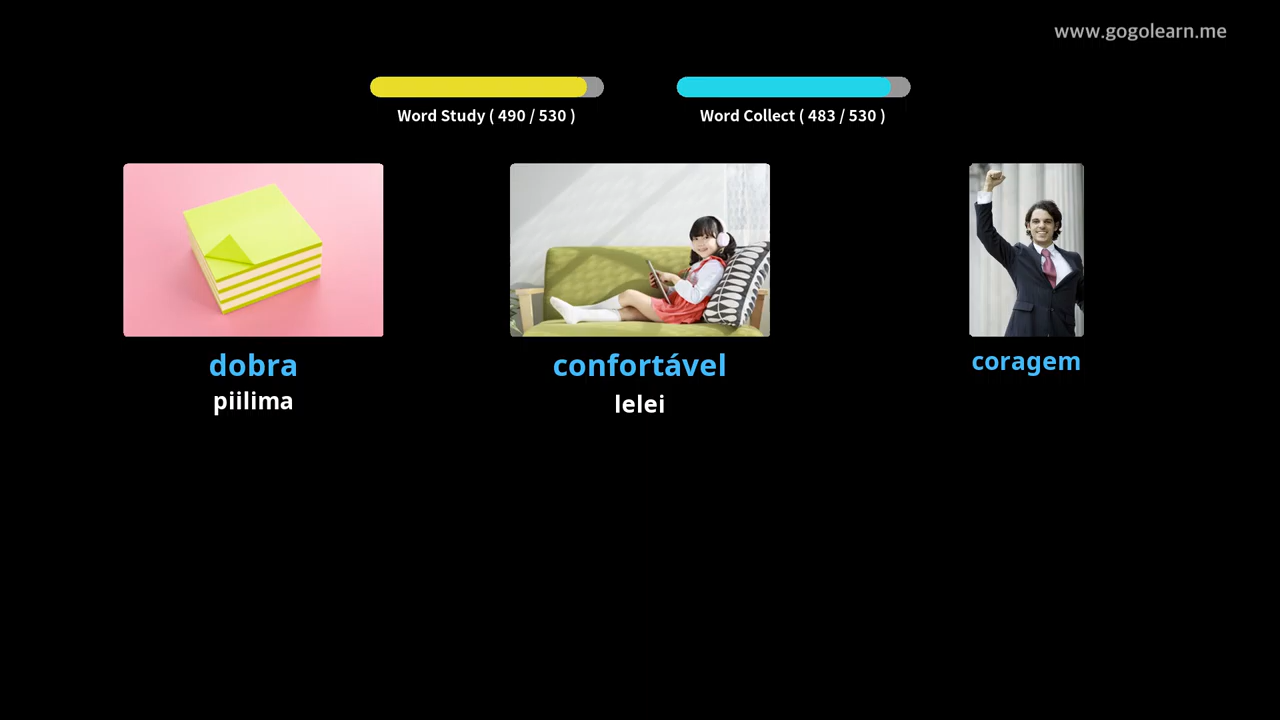 www.gogolearn.me
Word Study ( 490 / 530 )
Word Collect ( 483 / 530 )
dobra
piilima
confortável
lelei
coragem